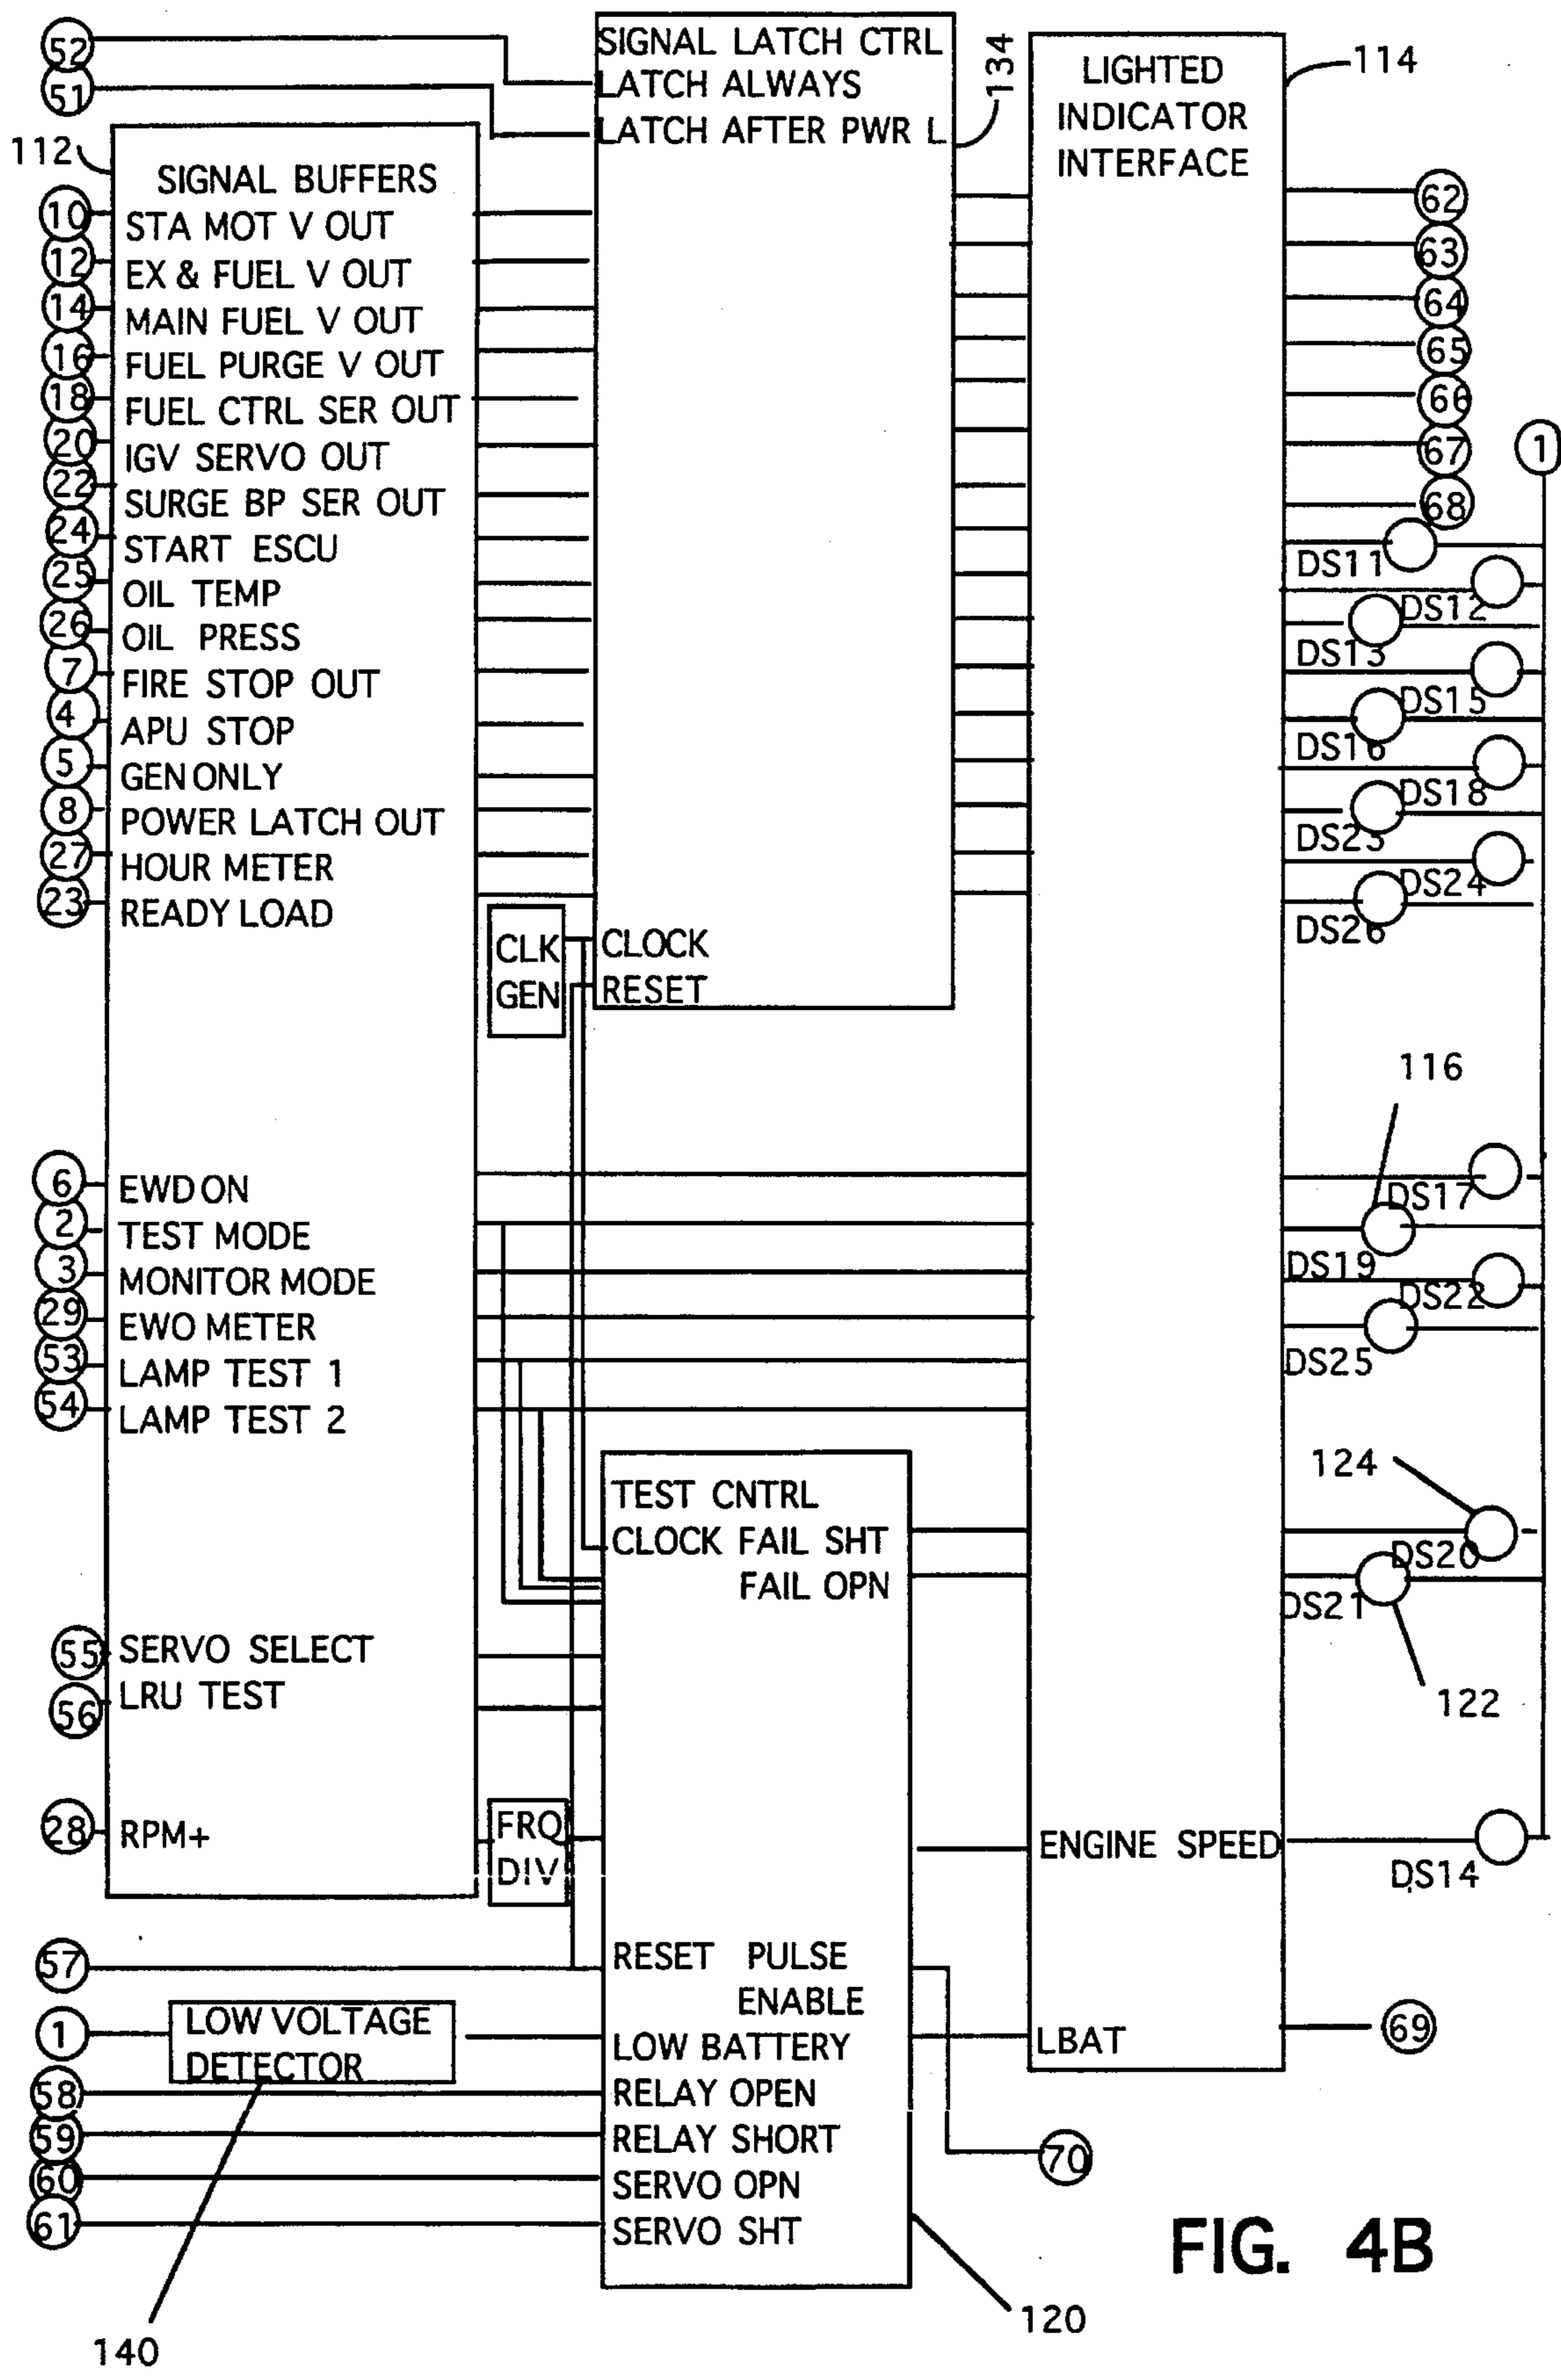 52
SIGNAL LATCH CTRL
51
LATCH ALWAYS
LATCH AFTER PWR L
134
LIGHTED
INDICATOR
INTERFACE
114
112
SIGNAL BUFFERS
10 STA MOT V OUT
12 EX & FUEL V OUT
14 MAIN FUEL V OUT
16 FUEL PURGE V OUT
18 FUEL CTRL SER OUT
20 IGV SERVO OUT
22 SURGE BP SER OUT
24 START ESCU
25 OIL TEMP
26 OIL PRESS
7 FIRE STOP OUT
4 APU STOP
5 GEN ONLY
8 POWER LATCH OUT
27 HOUR METER
23 READY LOAD
CLK
GEN
CLOCK
RESET
62
63
64
65
66
67
68
1
DS11
DS12
DS13
DS15
DS16
DS18
DS23
DS24
DS26
116
6 EWD ON
2 TEST MODE
3 MONITOR MODE
29 EWO METER
53 LAMP TEST 1
54 LAMP TEST 2
DS17
DS19
DS22
DS25
TEST CNTRL
CLOCK FAIL SHT
FAIL OPN
124
DS20
DS21
122
55 SERVO SELECT
56 LRU TEST
28 RPM+
FRQ
DIV
ENGINE SPEED
DS14
57
RESET PULSE
ENABLE
1
LOW VOLTAGE
DETECTOR
LOW BATTERY
LBAT
69
58 RELAY OPEN
59 RELAY SHORT
60 SERVO OPN
61 SERVO SHT
70
120
140
FIG. 4B